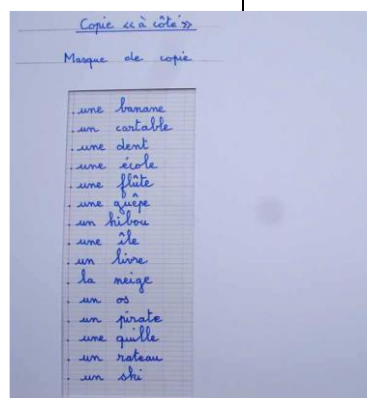 Copie « à côté »
Masque de copie
. une banane
. un cartable
. une dent
. une école
. une flûte
. une guêpe
. un hibou
. une île
. un livre
. la neige
. un os
. un pirate
. une quille
. un rateau
. un ski